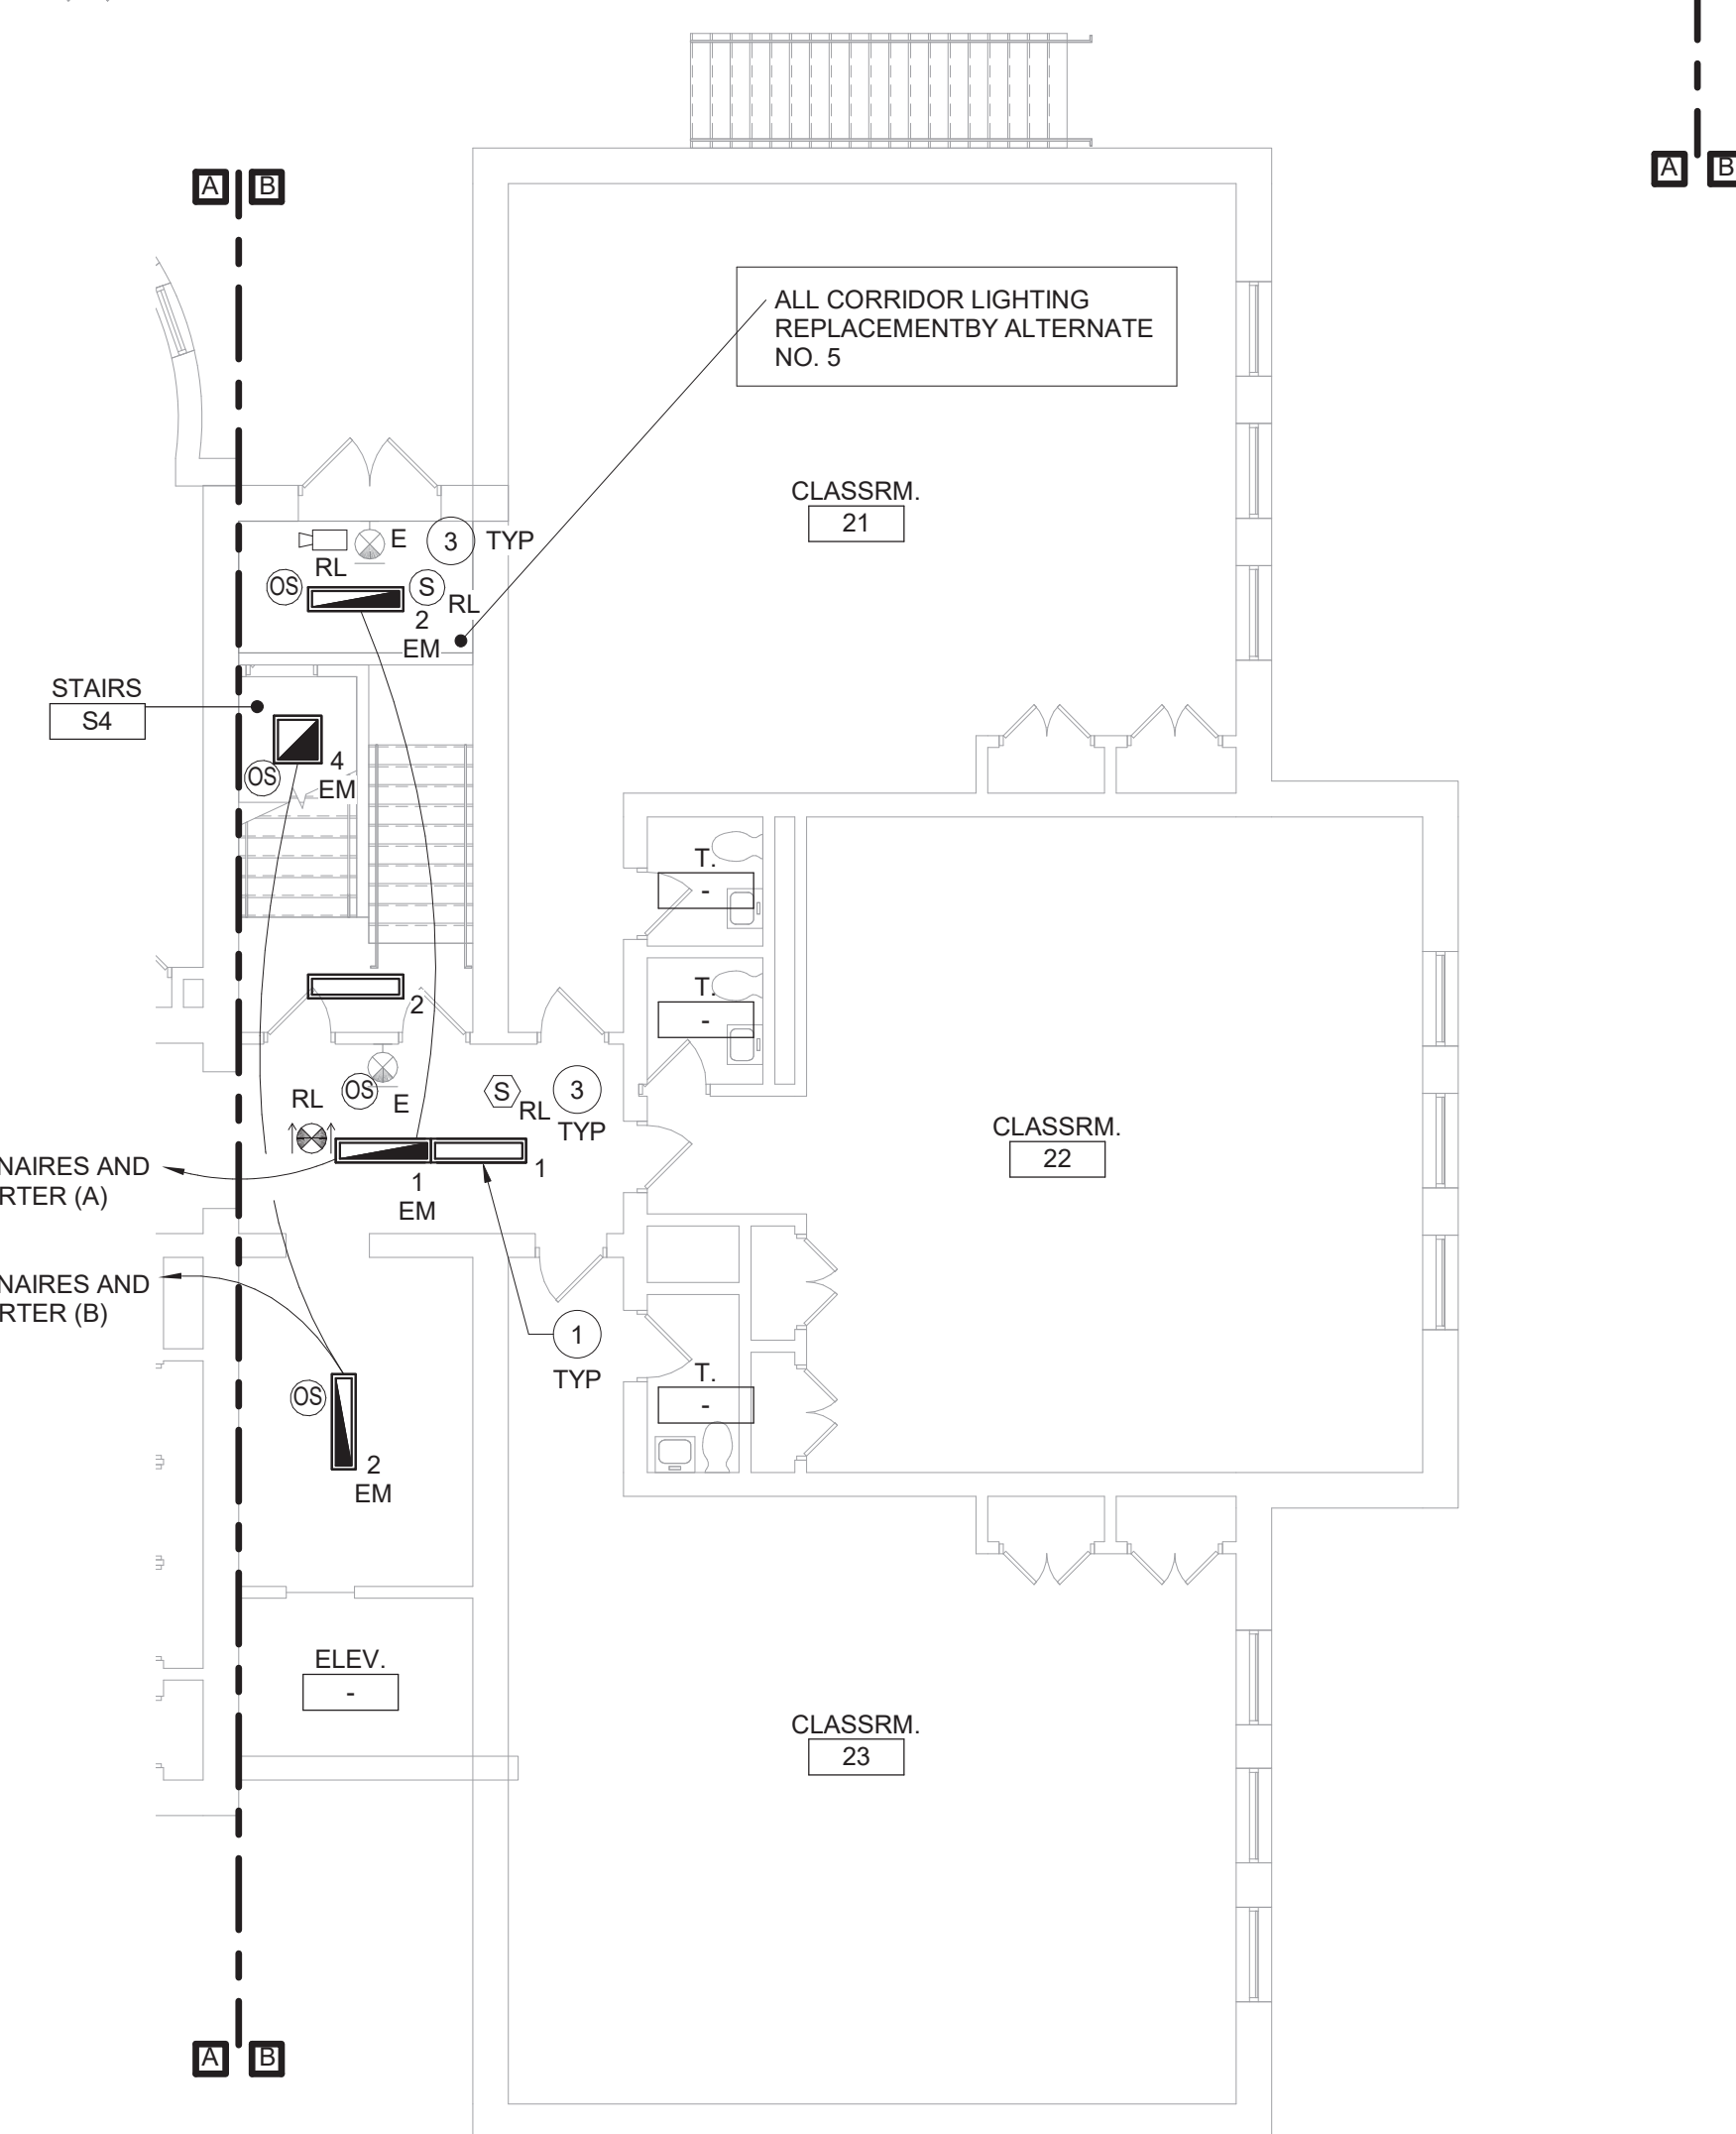 A B
A B
ALL CORRIDOR LIGHTING
REPLACEMENTBY ALTERNATE
NO. 5
CLASSRM.
21
E 3 TYP
RL
OS S
RL
2
EM
STAIRS
S4
4
OS
EM
T.
-
T.
-
2
RL OS E S RL 3
TYP
CLASSRM.
22
NAIRES AND
RTER (A)
1
EM
1
NAIRES AND
RTER (B)
1
TYP
T.
-
OS
2
EM
ELEV.
-
CLASSRM.
23
A B